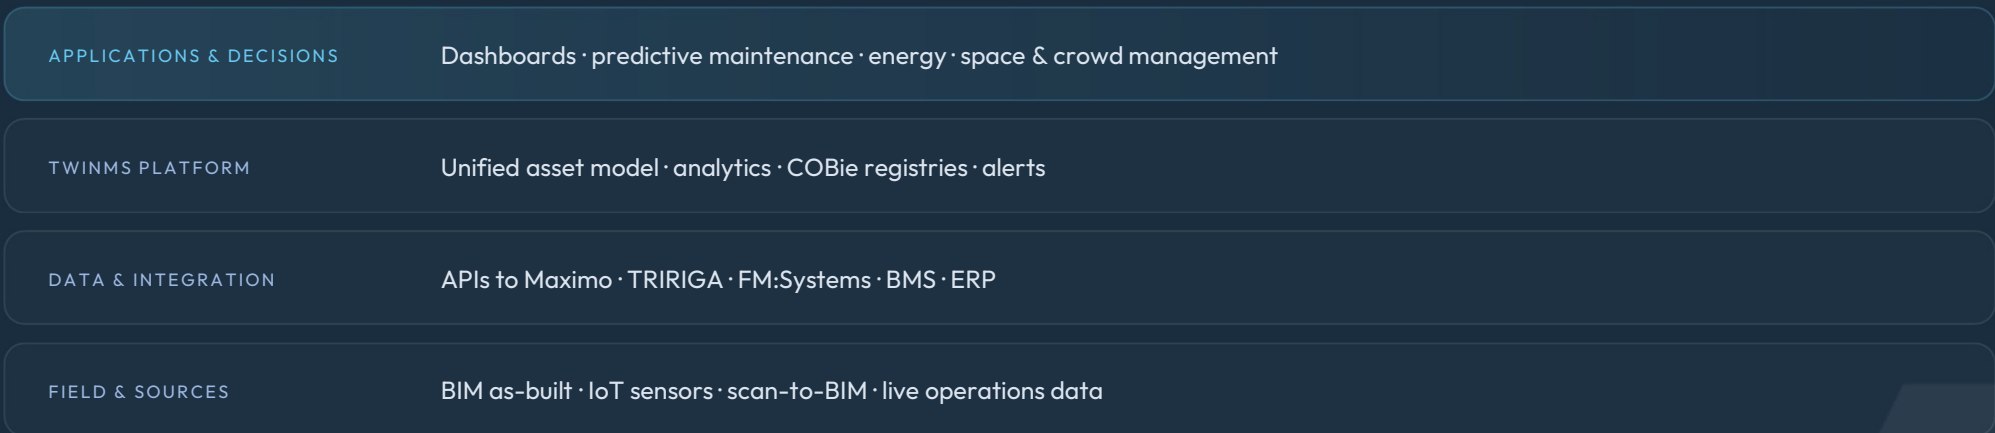 APPLICATIONS & DECISIONS Dashboards · predictive maintenance · energy · space & crowd management
TWINMS PLATFORM Unified asset model · analytics · COBie registries · alerts
DATA & INTEGRATION APIs to Maximo · TRIRIGA · FM:Systems · BMS · ERP
FIELD & SOURCES BIM as-built · IoT sensors · scan-to-BIM · live operations data